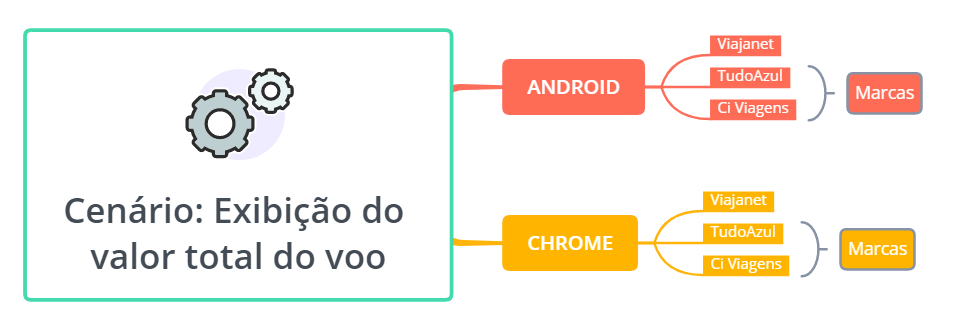 Cenário: Exibição do
valor total do voo
ANDROID
Viajanet
TudoAzul
Ci Viagens
Marcas
CHROME
Viajanet
TudoAzul
Ci Viagens
Marcas